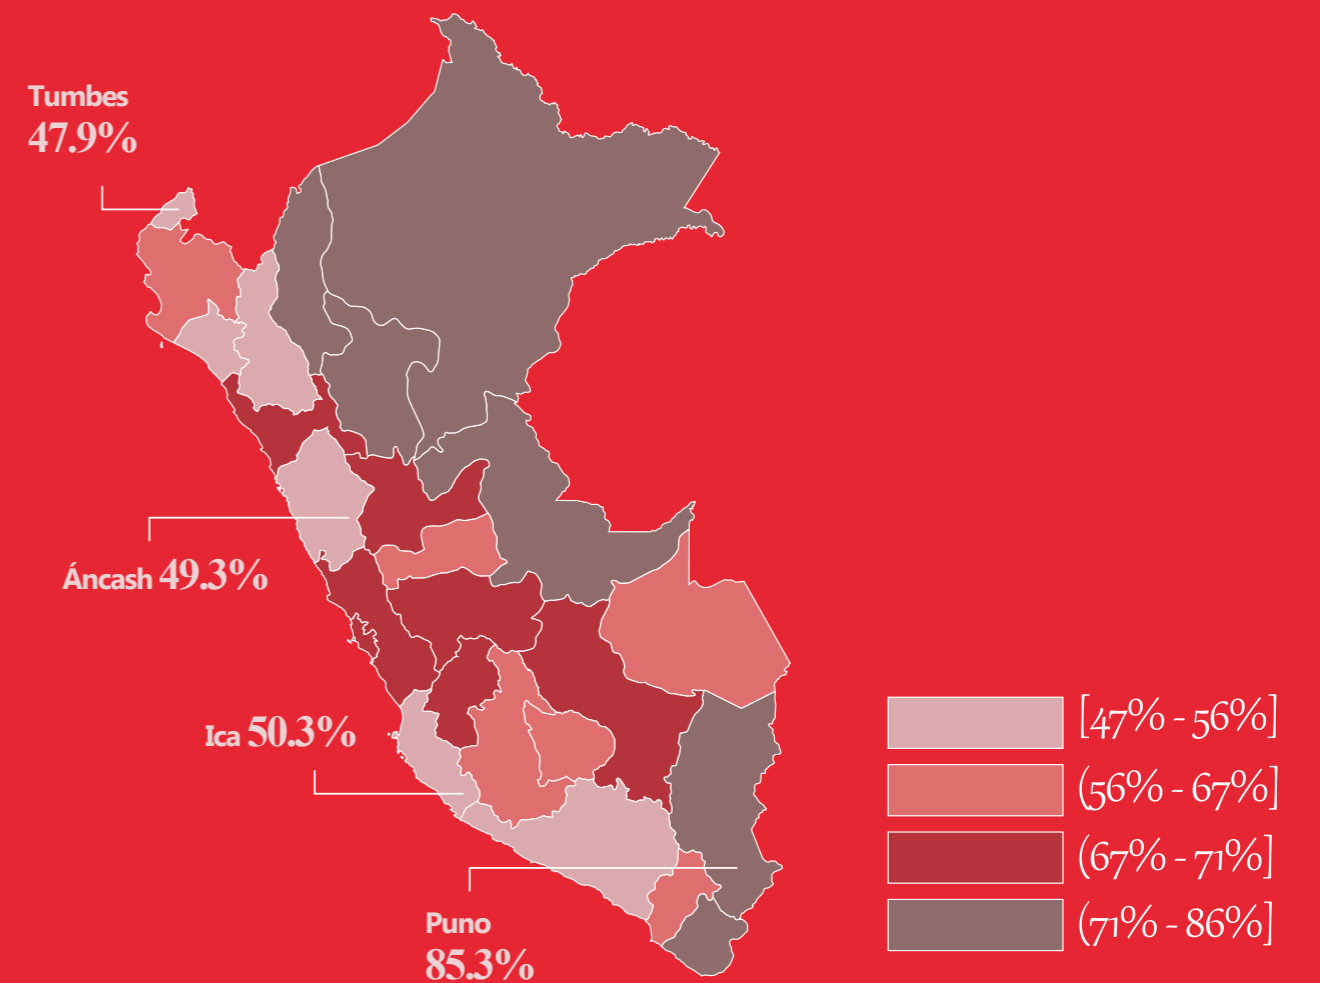 Tumbes
47.9%
Áncash 49.3%
Ica 50.3%
Puno
85.3%
[47% - 56%]
(56% - 67%]
(67% - 71%]
(71% - 86%]